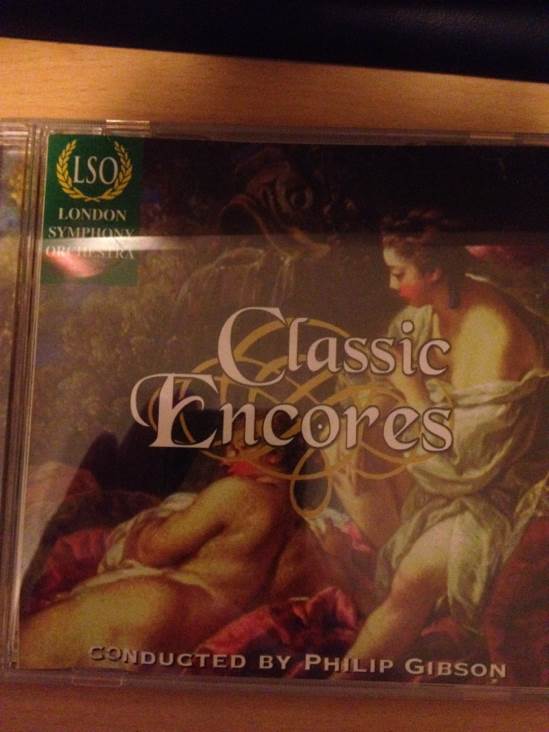 LSO
LONDON
SYMPHONY
ORCHESTRA
Classic
Encores
CONDUCTED BY PHILIP GIBSON